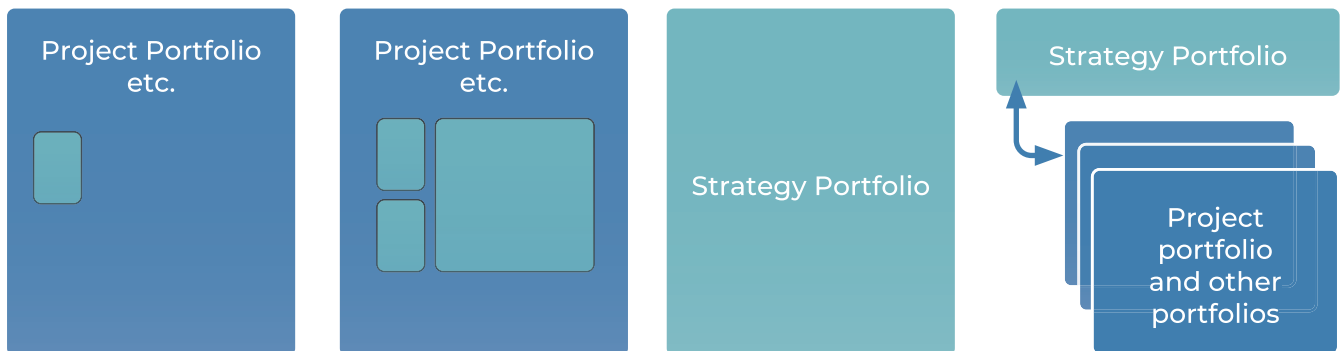 Project Portfolio
etc.
Project Portfolio
etc.
Strategy Portfolio
Strategy Portfolio
Project
portfolio
and other
portfolios